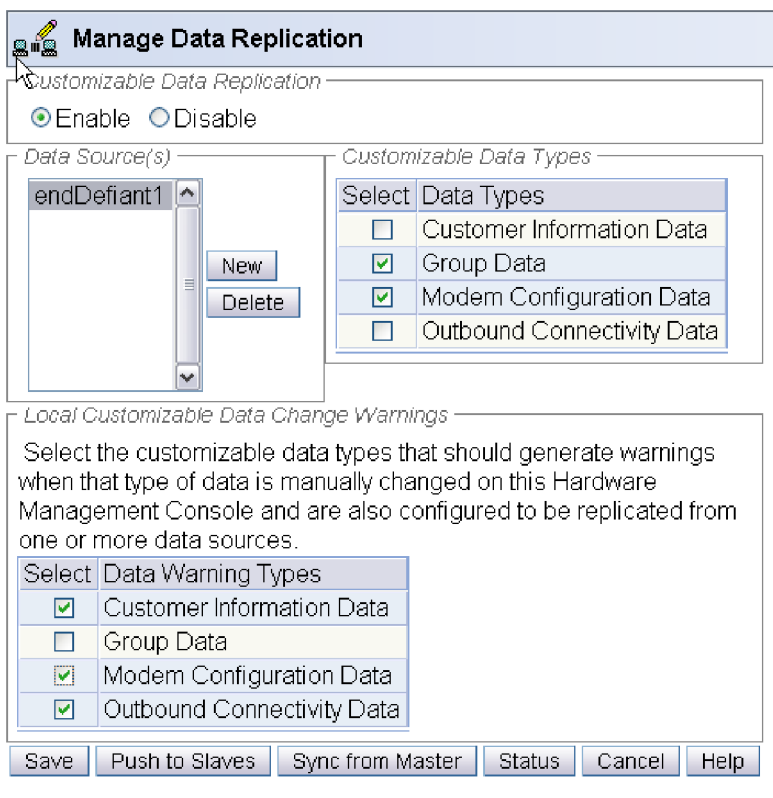 Manage Data Replication
Customizable Data Replication
Enable Disable
Data Source(s)
endDefiant1
New
Delete
Customizable Data Types
Select Data Types
Customer Information Data
Group Data
Modem Configuration Data
Outbound Connectivity Data
Local Customizable Data Change Warnings
Select the customizable data types that should generate warnings
when that type of data is manually changed on this Hardware
Management Console and are also configured to be replicated from
one or more data sources.
Select Data Warning Types
Customer Information Data
Group Data
Modem Configuration Data
Outbound Connectivity Data
Save Push to Slaves Sync from Master Status Cancel Help